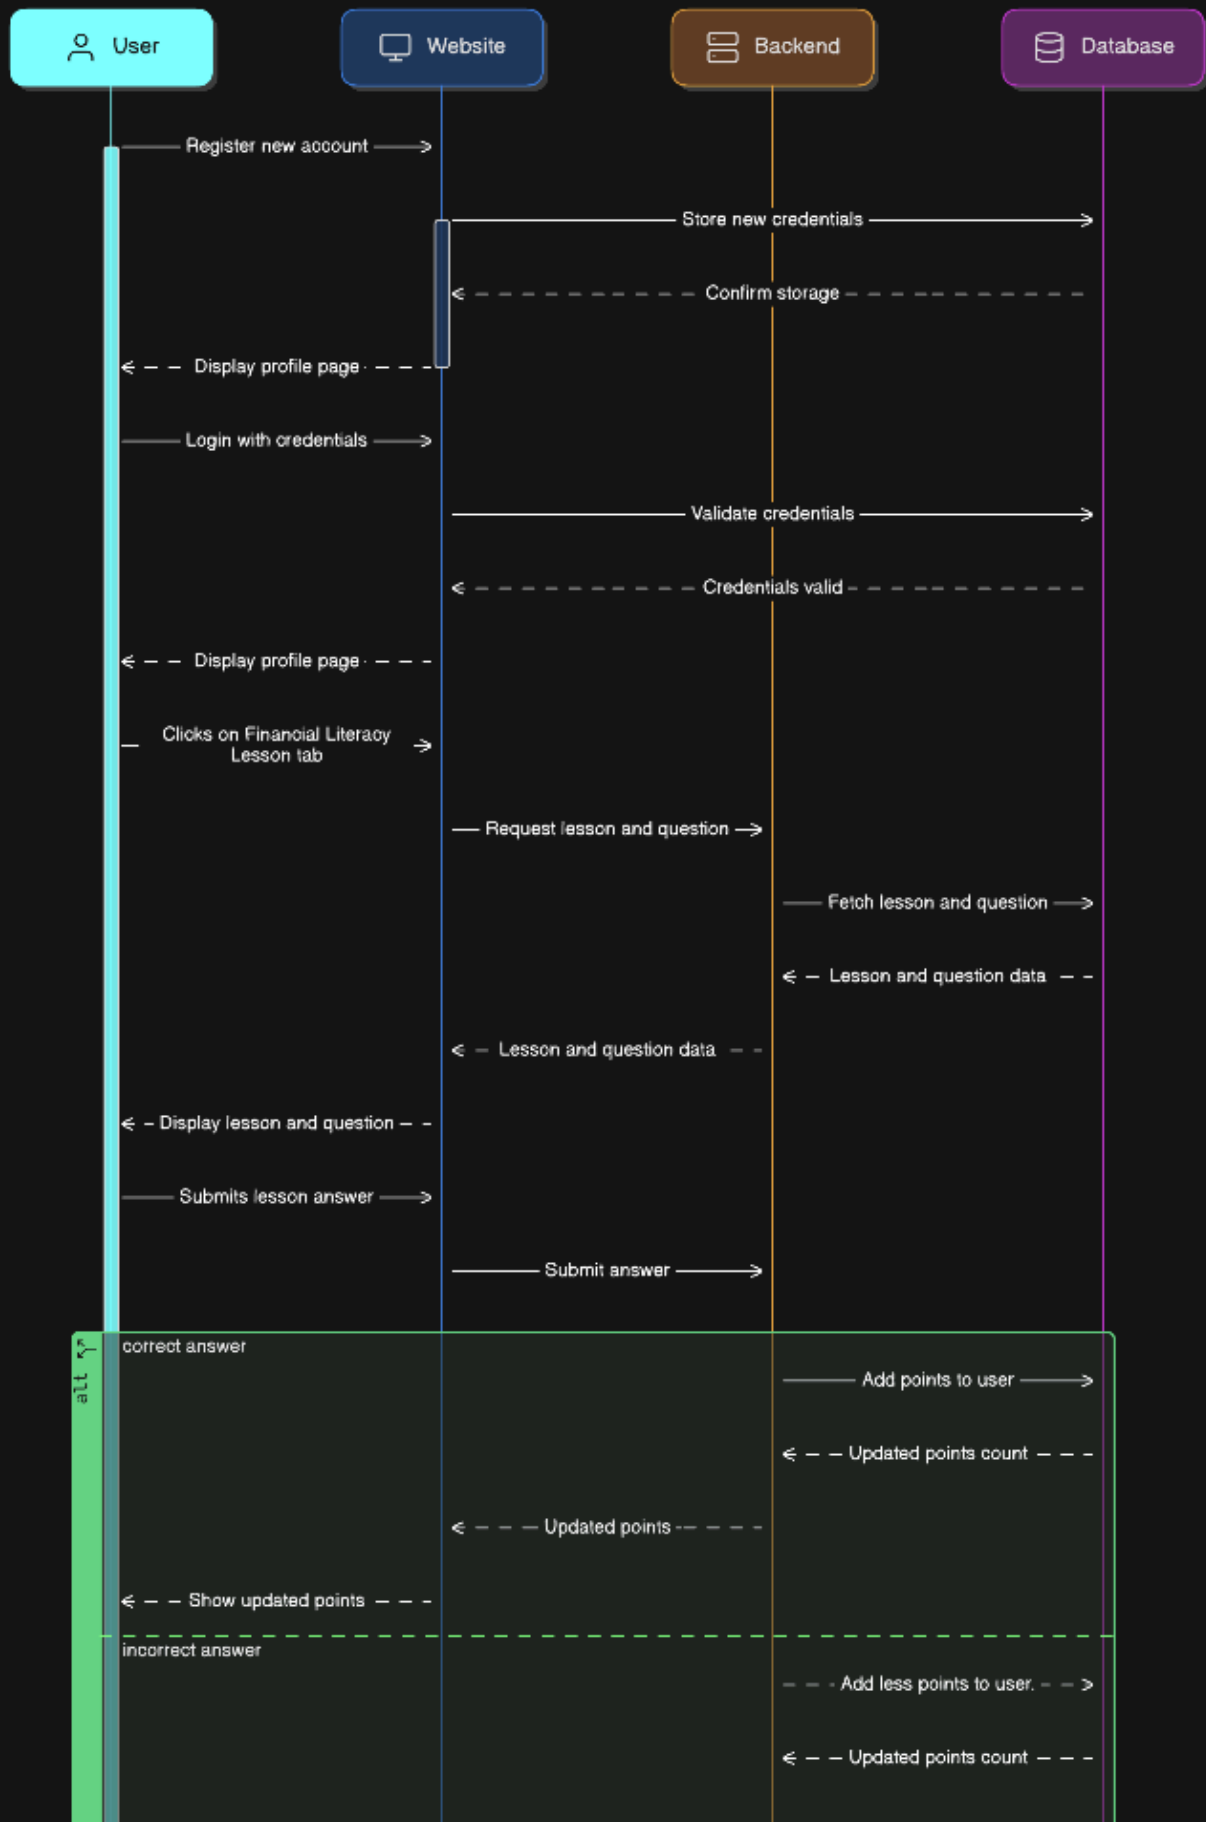 User
Website
Backend
Database
Register new account
Store new credentials
Confirm storage
Display profile page
Login with credentials
Validate credentials
Credentials valid
Display profile page
Clicks on Financial Literacy
Lesson tab
Request lesson and question
Fetch lesson and question
Lesson and question data
Lesson and question data
Display lesson and question
Submits lesson answer
Submit answer
alt
correct answer
Add points to user
Updated points count
Updated points
Show updated points
incorrect answer
Add less points to user.
Updated points count